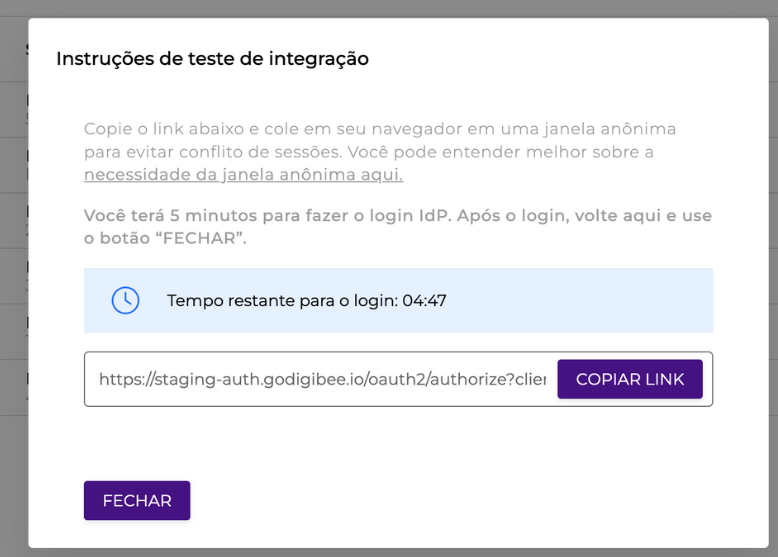 Instruções de teste de integração
Copie o link abaixo e cole em seu navegador em uma janela anônima
para evitar conflito de sessões. Você pode entender melhor sobre a
necessidade da janela anônima aqui.
Você terá 5 minutos para fazer o login IdP. Após o login, volte aqui e use
o botão “FECHAR”.
Tempo restante para o login: 04:47
https://staging-auth.godigibee.io/oauth2/authorize?clien
COPIAR LINK
FECHAR